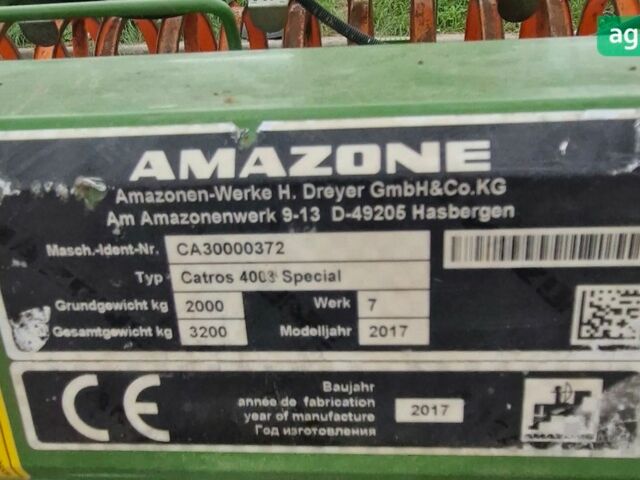 ag
AMAZONE
Amazonen-Werke H. Dreyer GmbH&Co.KG
Am Amazonenwerk 9-13 D-49205 Hasbergen
Masch.-Ident-Nr. CA30000372
Typ Catros 4003 Special
Grundgewicht kg 2000 Werk 7
Gesamtgewicht kg 3200 Modelljahr 2017
CE
Baujahr
année de fabrication
year of manufacture 2017
Год изготовления
AMAZONE